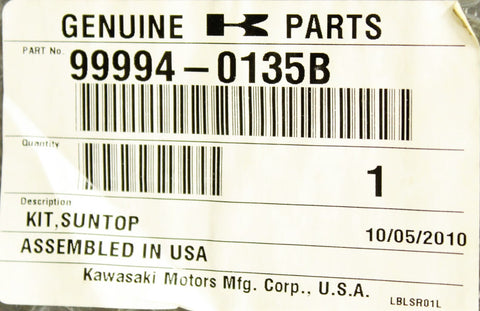 GENUINE K PARTS
PART No. 99994-0135B
Quantity
1
Description
KIT,SUNTOP
10/05/2010
ASSEMBLED IN USA
Kawasaki Motors Mfg. Corp., U.S.A.
LBLSR01L